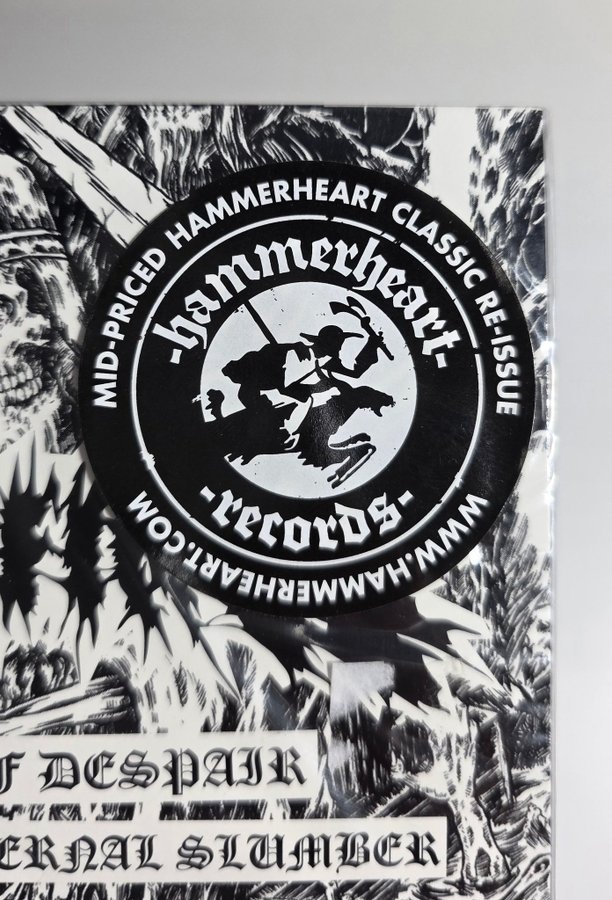 MID-PRICED HAMMERHEART CLASSIC RE-ISSUE
-hammerheart-
-records-
WWW.HAMMERHEART.COM
F DESPAIR
ERNAL SLUMBER